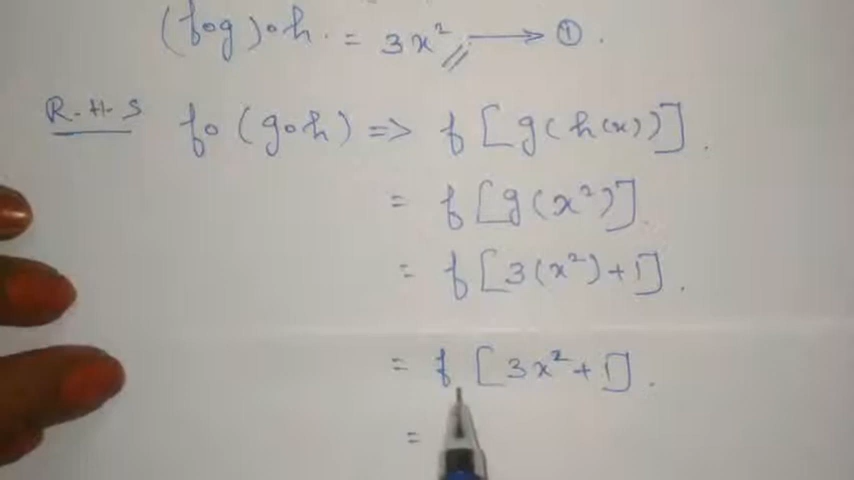 (fog)oh. = 3x² → ①.
R.H.S fo(goh) => f[g(h(x))].
= f[g(x²)].
= f[3(x²)+1].
= f[3x²+1].
=